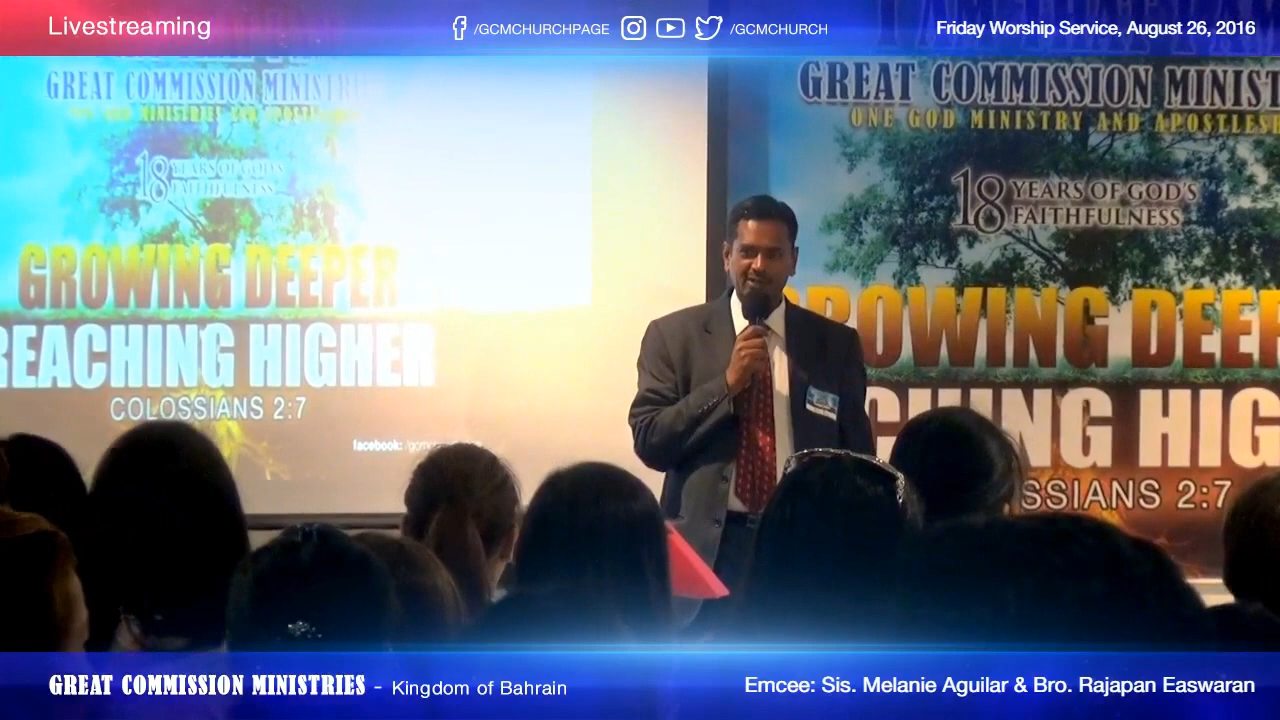 Livestreaming
/GCMCHURCHPAGE /GCMCHURCH
Friday Worship Service, August 26, 2016
GREAT COMMISSION MINISTRI
18 YEARS OF GOD'S
FAITHFULNESS
GROWING DEEPER
REACHING HIGHER
COLOSSIANS 2:7
facebook:
GREAT COMMISSION MINIST
ONE GOD MINISTRY AND APOSTLESH
18 YEARS OF GOD'S
FAITHFULNESS
ROWING DEEP
CHING HIG
SSIANS 2:7
GREAT COMMISSION MINISTRIES - Kingdom of Bahrain
Emcee: Sis. Melanie Aguilar & Bro. Rajapan Easwaran